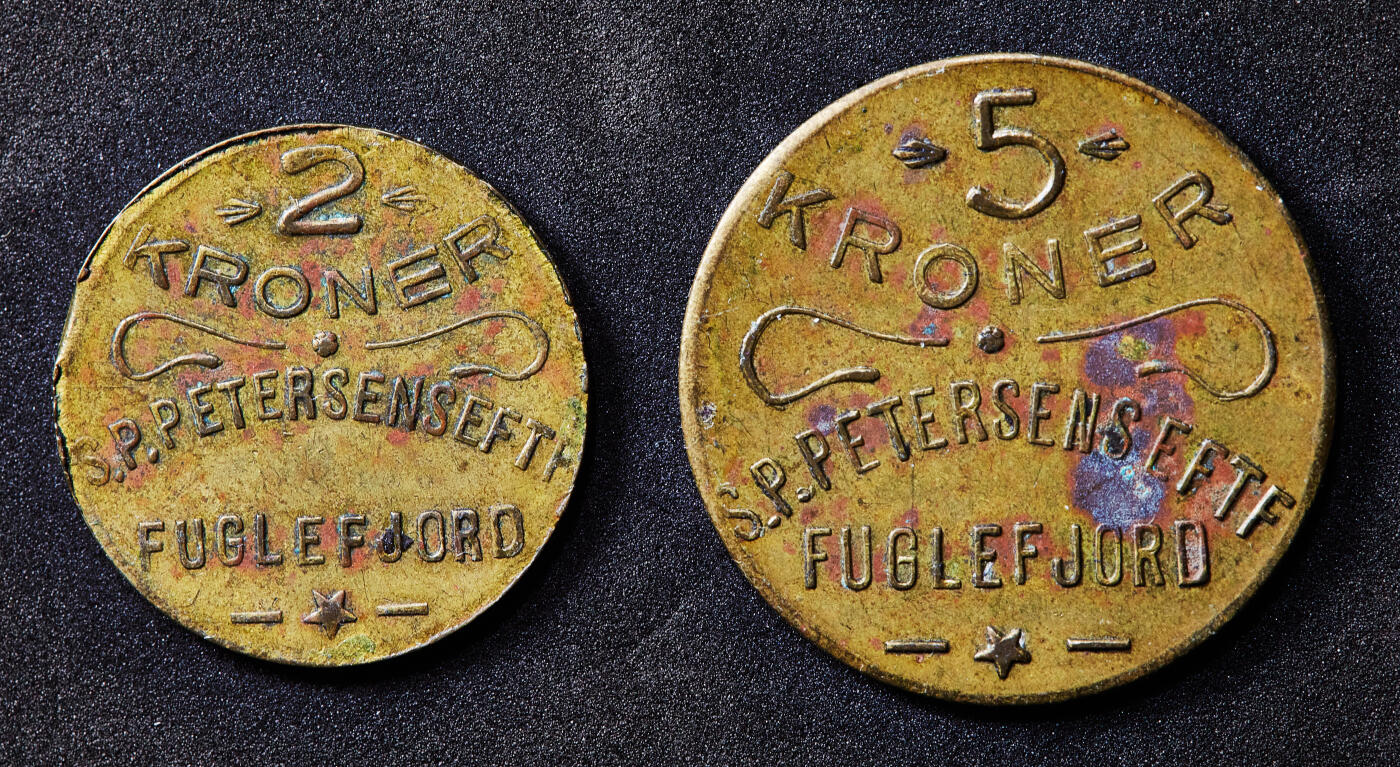 2
KRONER
S.P. PETERSENS EFTF
FUGLEFJORD
5
KRONER
S.P. PETERSENS EFTF
FUGLEFJORD